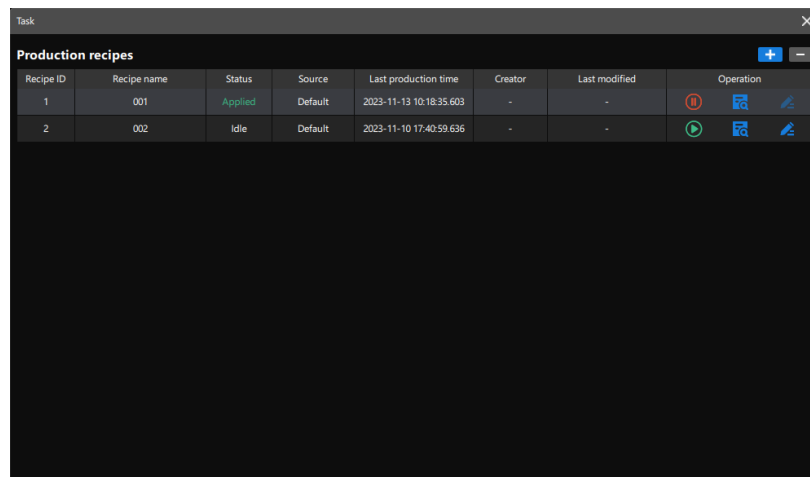 Task
Production recipes
Recipe ID Recipe name Status Source Last production time Creator Last modified Operation
1 001 Applied Default 2023-11-13 10:18:35.603 - -
2 002 Idle Default 2023-11-10 17:40:59.636 - -